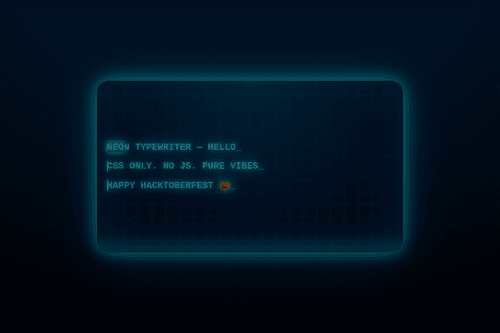 NEON TYPEWRITER — HELLO_
CSS ONLY. NO JS. PURE VIBES_
HAPPY HACKTOBERFEST 🎃_